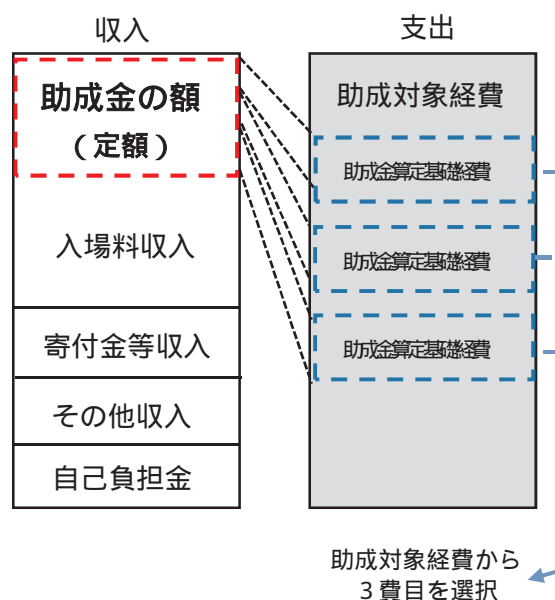 収入
助成金の額
（定額）
入場料収入
寄付金等収入
その他収入
自己負担金
支出
助成対象経費
助成金算定基礎経費
助成金算定基礎経費
助成金算定基礎経費
助成対象経費から
３費目を選択